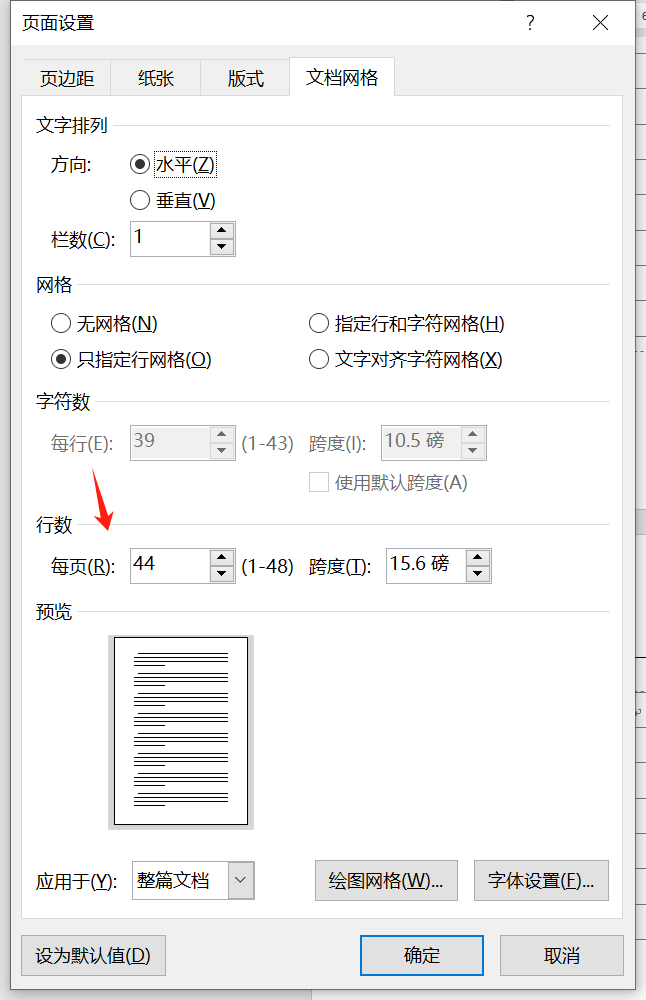 页面设置 ?
页边距 纸张 版式 文档网格
文字排列
方向: 水平(Z)
垂直(V)
栏数(C): 1
网格
无网格(N) 指定行和字符网格(H)
只指定行网格(O) 文字对齐字符网格(X)
字符数
每行(E): 39 (1-43) 跨度(I): 10.5 磅
使用默认跨度(A)
行数
每页(R): 44 (1-48) 跨度(T): 15.6 磅
预览
应用于(Y): 整篇文档 绘图网格(W)... 字体设置(F)...
设为默认值(D) 确定 取消